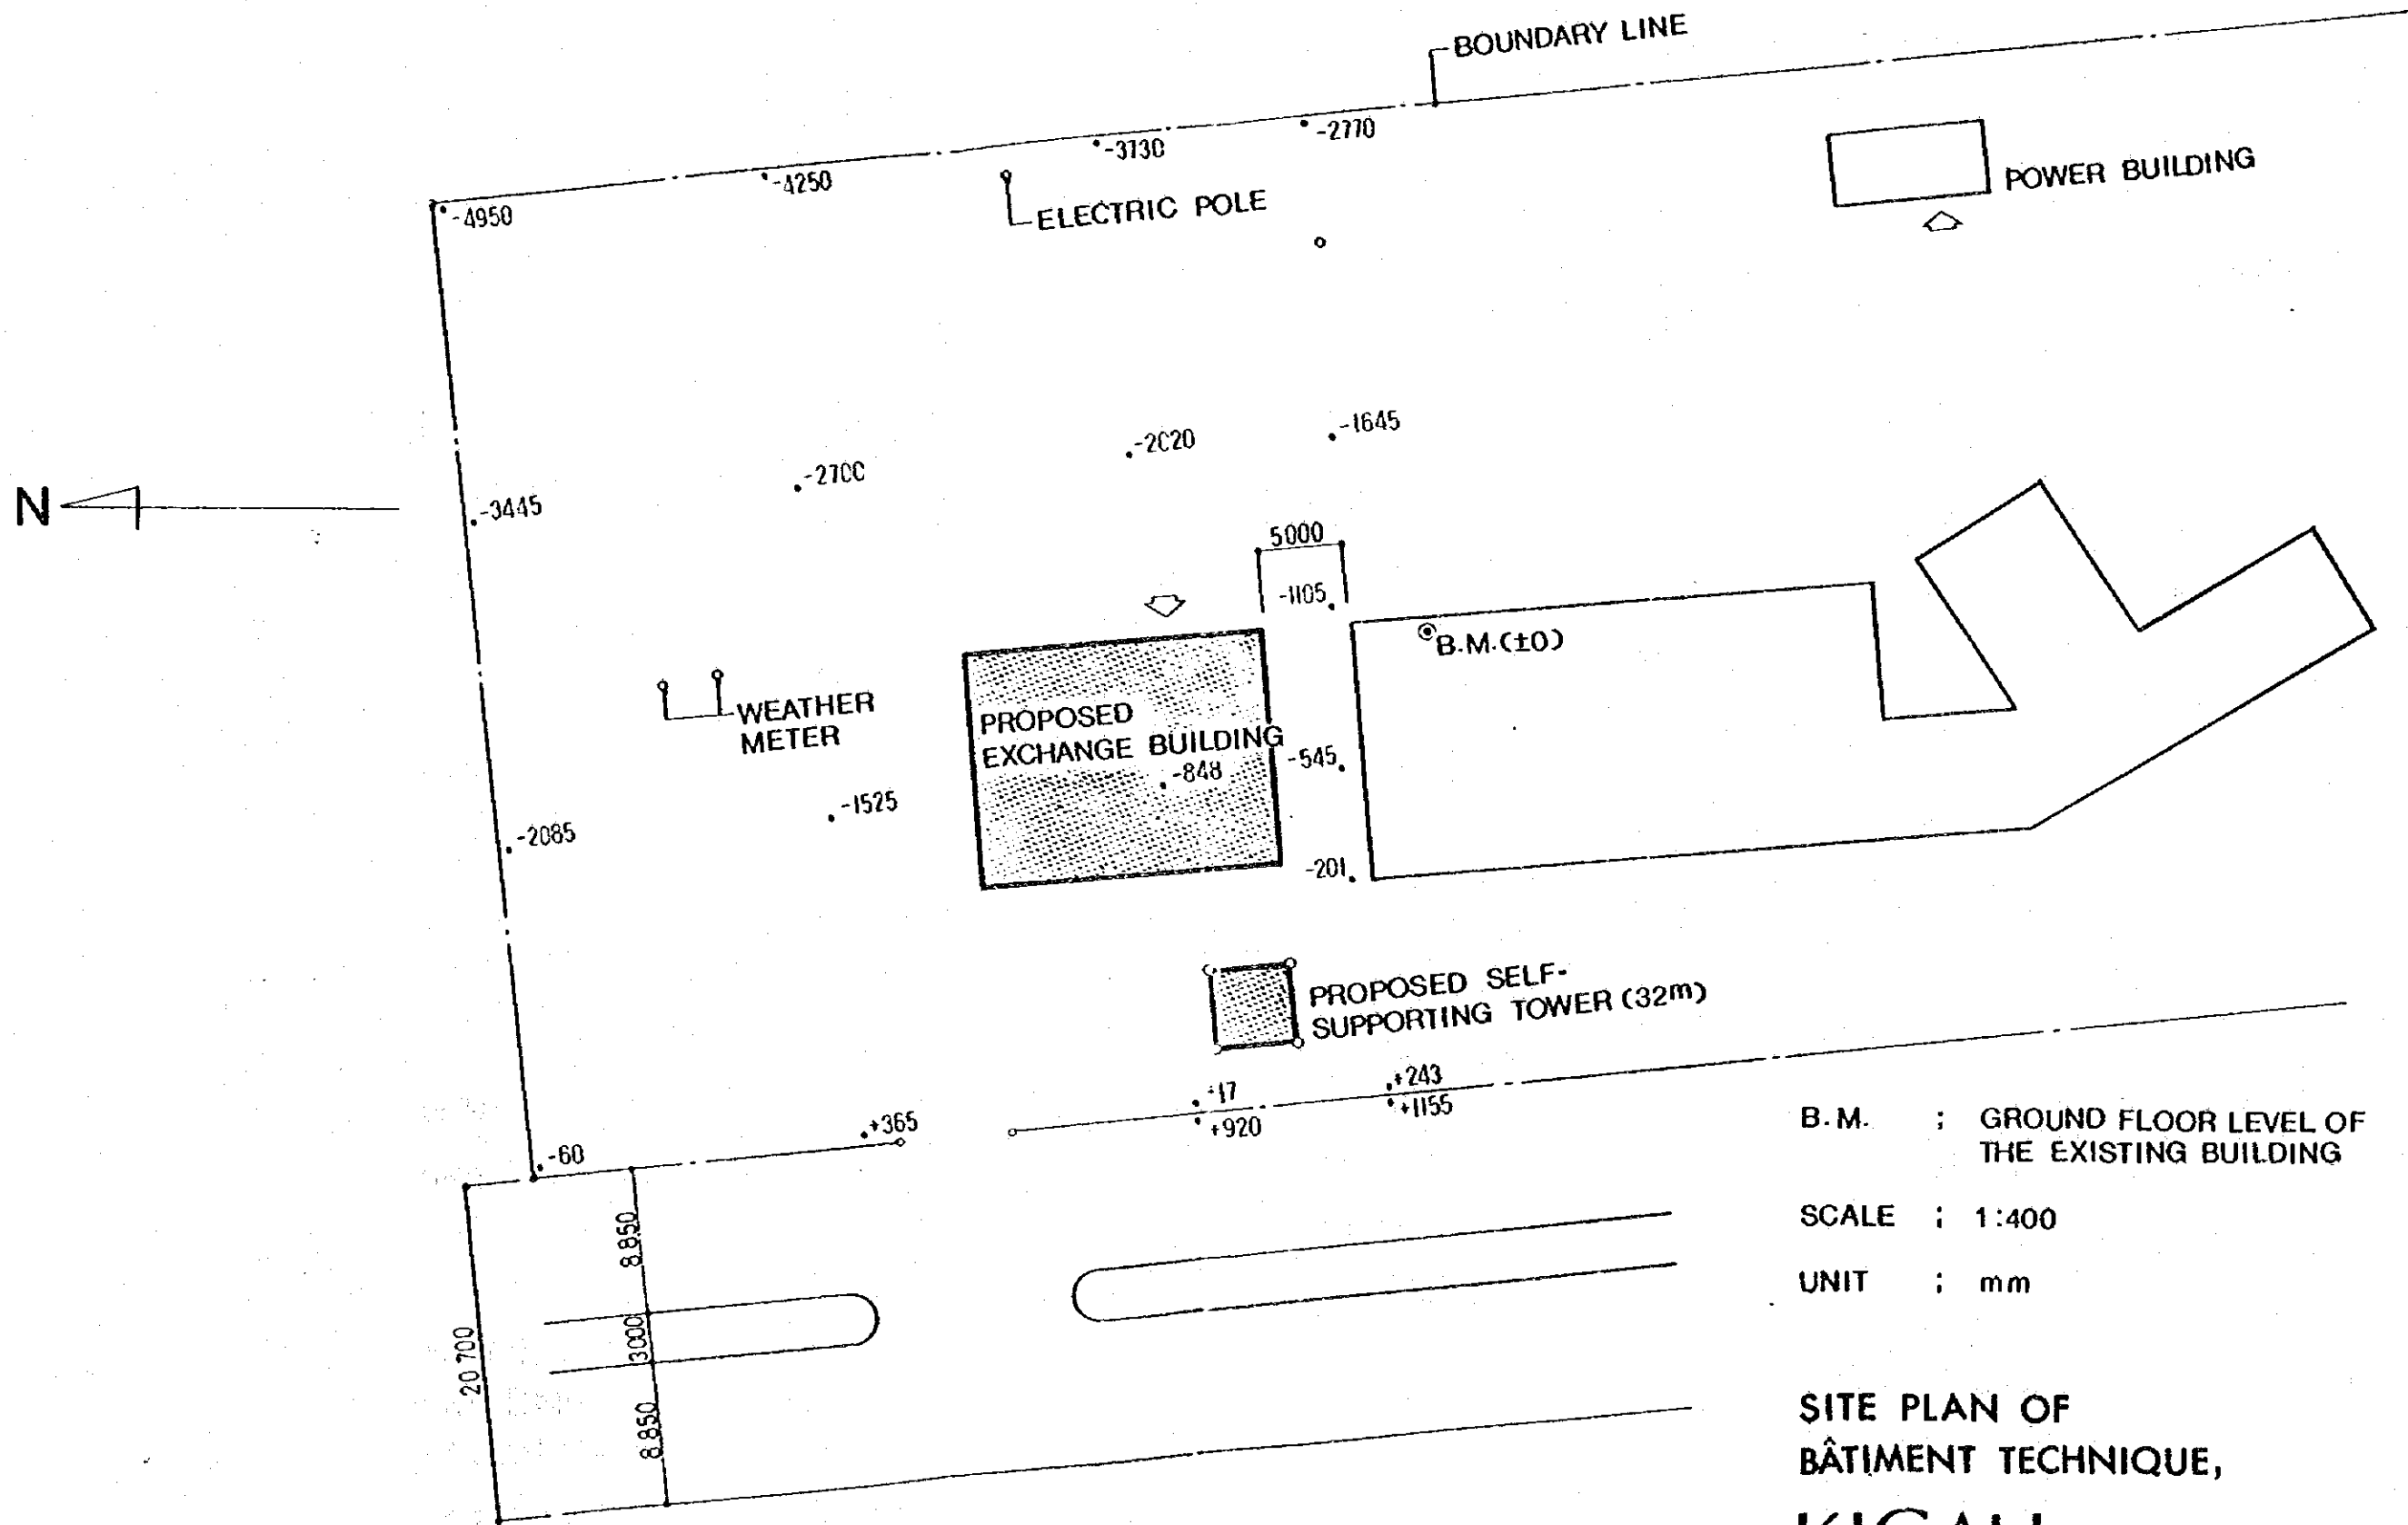 BOUNDARY LINE
-2770
-3730
-4250
-4950
ELECTRIC POLE
POWER BUILDING
-1645
-2020
-2700
-3445
N
5000
-1105
B.M.(±0)
WEATHER
METER
PROPOSED
EXCHANGE BUILDING
-848
-545
-1525
-2085
-201
PROPOSED SELF-
SUPPORTING TOWER (32m)
+17
+920
+243
+1155
+365
-60
8.850
3000
8.850
20 700
B.M. ; GROUND FLOOR LEVEL OF
THE EXISTING BUILDING
SCALE ; 1:400
UNIT ; mm
SITE PLAN OF
BÂTIMENT TECHNIQUE,
KIGALI